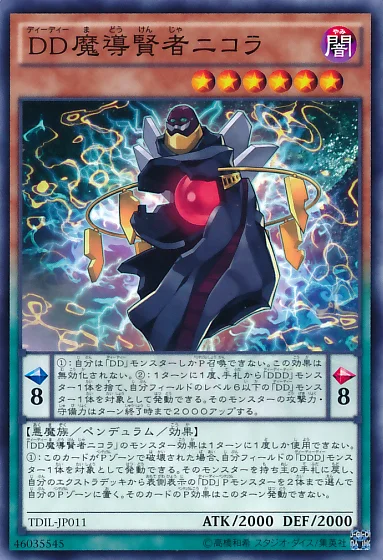 DD魔導賢者ニコラ
闇
①:自分は「DD」モンスターしかP召喚できない。この効果は
無効化されない。②:1ターンに1度、手札から「DD」モンス
ター1体を捨て、自分フィールドのレベル6以下の「DDD」モンス
ター1体を対象として発動できる。そのモンスターの攻撃力・
守備力はターン終了時まで2000アップする。
8
8
【悪魔族/ペンデュラム/効果】
「DD魔導賢者ニコラ」のモンスター効果は1ターンに1度しか使用できない。
①:このカードがPゾーンで破壊された場合、自分フィールドの「DDD」モンス
ター1体を対象として発動できる。そのモンスターを持ち主の手札に戻し、
自分のエクストラデッキから表側表示の「DD」Pモンスターを2体まで選んで
自分のPゾーンに置く。そのカードのP効果はこのターン発動できない。
TDIL-JP011
ATK/2000
DEF/2000
46035545
©高橋和希 スタジオ・ダイス/集英社